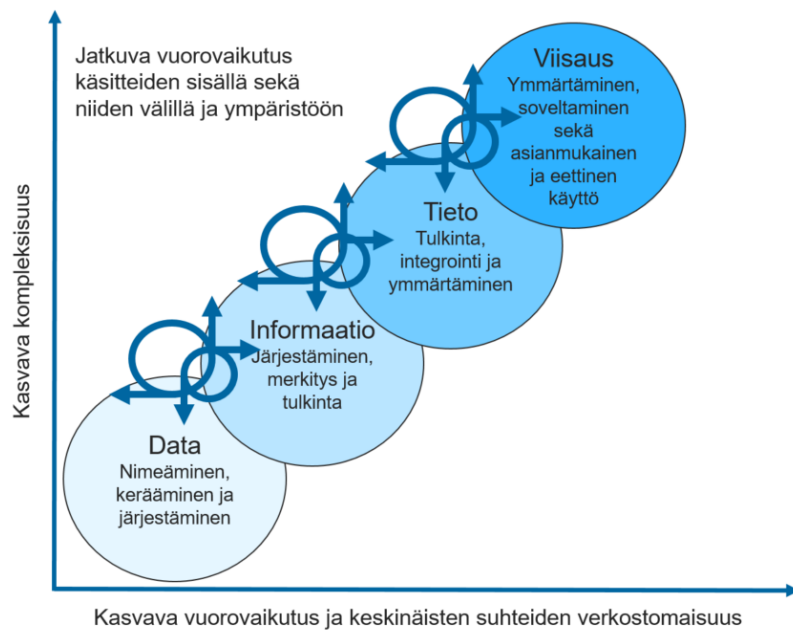 Jatkuva vuorovaikutus
käsitteiden sisällä sekä
niiden välillä ja ympäristöön
Viisaus
Ymmärtäminen,
soveltaminen
sekä
asianmukainen
ja eettinen
käyttö
Tieto
Tulkinta,
integrointi ja
ymmärtäminen
Informaatio
Järjestäminen,
merkitys ja
tulkinta
Data
Nimeäminen,
kerääminen ja
järjestäminen
Kasvava kompleksisuus
Kasvava vuorovaikutus ja keskinäisten suhteiden verkostomaisuus